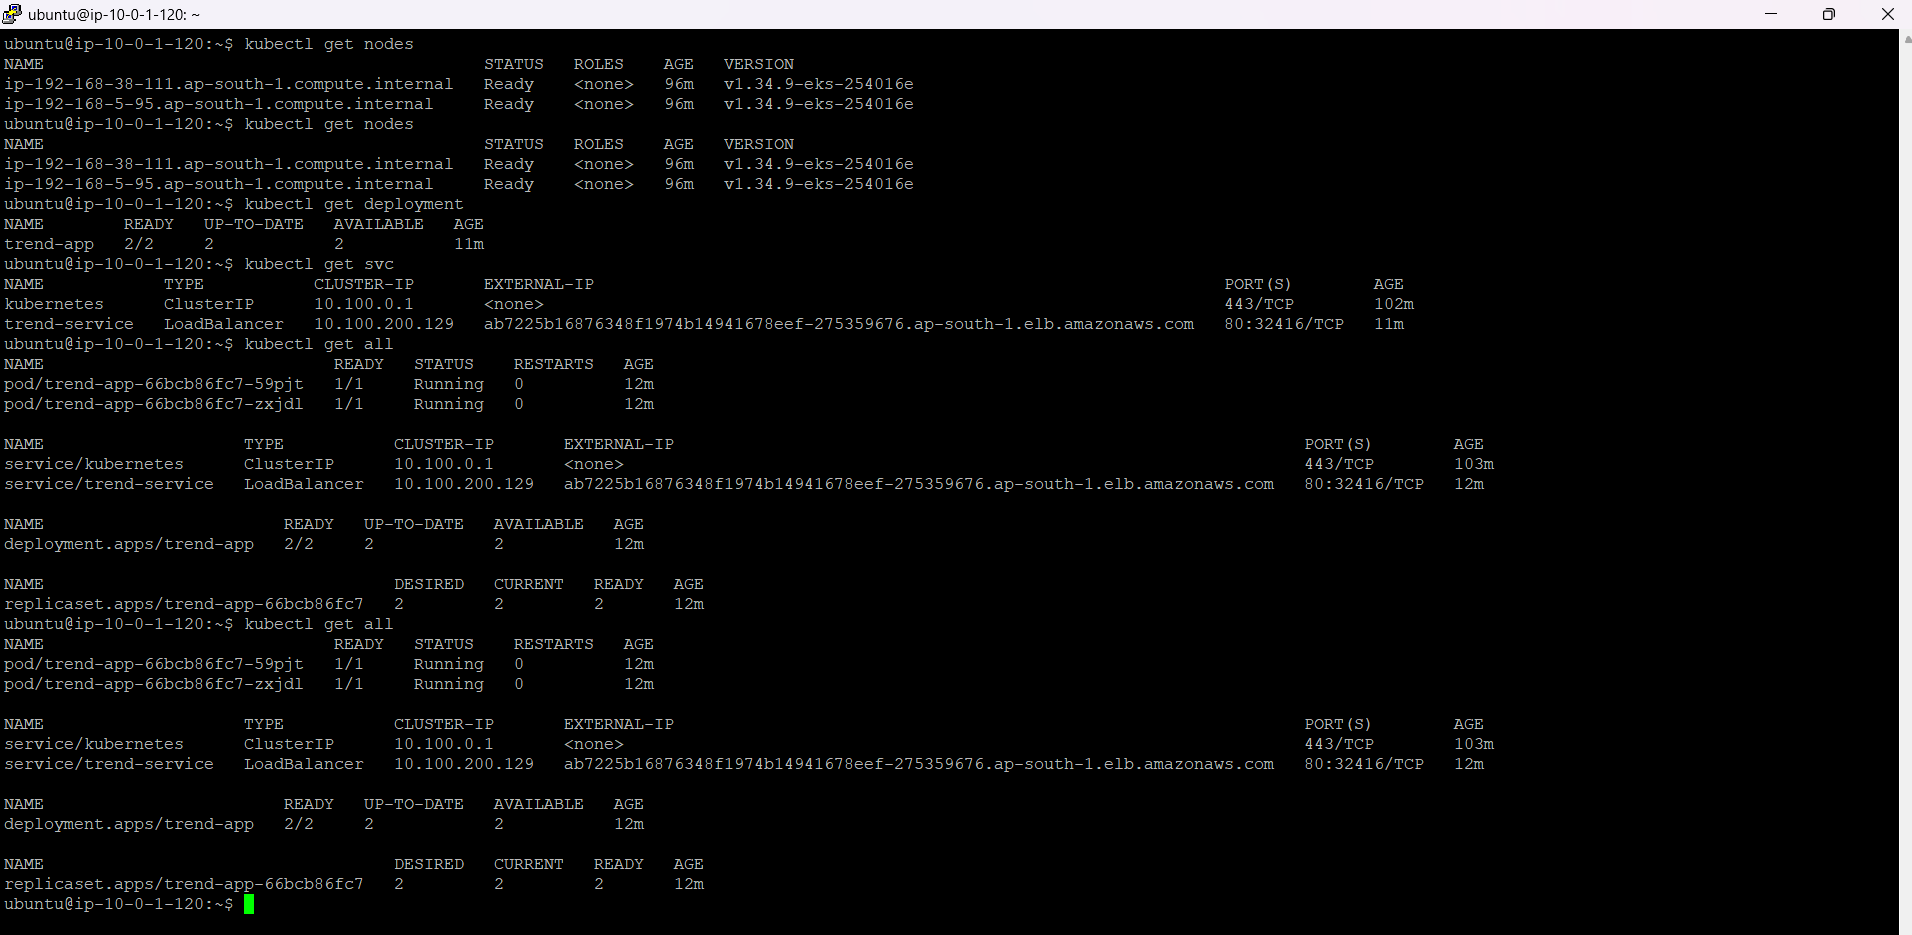 ubuntu@ip-10-0-1-120: ~
ubuntu@ip-10-0-1-120:~$ kubectl get nodes
NAME STATUS ROLES AGE VERSION
ip-192-168-38-111.ap-south-1.compute.internal Ready <none> 96m v1.34.9-eks-254016e
ip-192-168-5-95.ap-south-1.compute.internal Ready <none> 96m v1.34.9-eks-254016e
ubuntu@ip-10-0-1-120:~$ kubectl get nodes
NAME STATUS ROLES AGE VERSION
ip-192-168-38-111.ap-south-1.compute.internal Ready <none> 96m v1.34.9-eks-254016e
ip-192-168-5-95.ap-south-1.compute.internal Ready <none> 96m v1.34.9-eks-254016e
ubuntu@ip-10-0-1-120:~$ kubectl get deployment
NAME READY UP-TO-DATE AVAILABLE AGE
trend-app 2/2 2 2 11m
ubuntu@ip-10-0-1-120:~$ kubectl get svc
NAME TYPE CLUSTER-IP EXTERNAL-IP PORT(S) AGE
kubernetes ClusterIP 10.100.0.1 <none> 443/TCP 102m
trend-service LoadBalancer 10.100.200.129 ab7225b16876348f1974b14941678eef-275359676.ap-south-1.elb.amazonaws.com 80:32416/TCP 11m
ubuntu@ip-10-0-1-120:~$ kubectl get all
NAME READY STATUS RESTARTS AGE
pod/trend-app-66bcb86fc7-59pjt 1/1 Running 0 12m
pod/trend-app-66bcb86fc7-zxjdl 1/1 Running 0 12m
NAME TYPE CLUSTER-IP EXTERNAL-IP PORT(S) AGE
service/kubernetes ClusterIP 10.100.0.1 <none> 443/TCP 103m
service/trend-service LoadBalancer 10.100.200.129 ab7225b16876348f1974b14941678eef-275359676.ap-south-1.elb.amazonaws.com 80:32416/TCP 12m
NAME READY UP-TO-DATE AVAILABLE AGE
deployment.apps/trend-app 2/2 2 2 12m
NAME DESIRED CURRENT READY AGE
replicaset.apps/trend-app-66bcb86fc7 2 2 2 12m
ubuntu@ip-10-0-1-120:~$ kubectl get all
NAME READY STATUS RESTARTS AGE
pod/trend-app-66bcb86fc7-59pjt 1/1 Running 0 12m
pod/trend-app-66bcb86fc7-zxjdl 1/1 Running 0 12m
NAME TYPE CLUSTER-IP EXTERNAL-IP PORT(S) AGE
service/kubernetes ClusterIP 10.100.0.1 <none> 443/TCP 103m
service/trend-service LoadBalancer 10.100.200.129 ab7225b16876348f1974b14941678eef-275359676.ap-south-1.elb.amazonaws.com 80:32416/TCP 12m
NAME READY UP-TO-DATE AVAILABLE AGE
deployment.apps/trend-app 2/2 2 2 12m
NAME DESIRED CURRENT READY AGE
replicaset.apps/trend-app-66bcb86fc7 2 2 2 12m
ubuntu@ip-10-0-1-120:~$